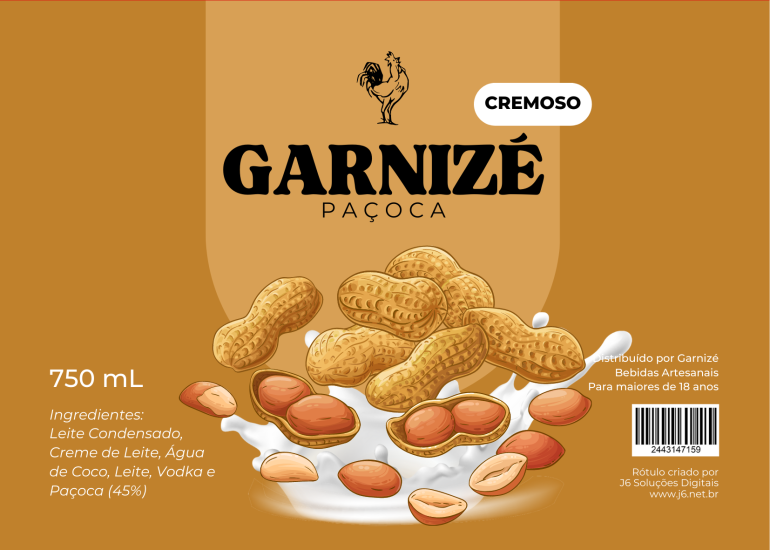 CREMOSO
GARNIZÉ
PAÇOCA
750 mL
Ingredientes:
Leite Condensado,
Creme de Leite, Água
de Coco, Leite, Vodka e
Paçoca (45%)
Distribuído por Garnizé
Bebidas Artesanais
Para maiores de 18 anos
2443147159
Rótulo criado por
J6 Soluções Digitais
www.j6.net.br